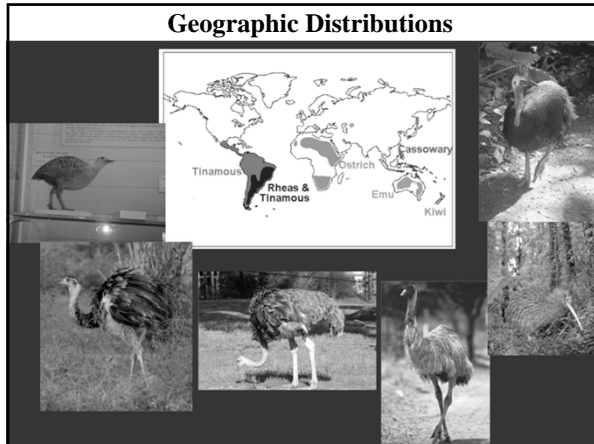 Geographic Distributions
Cassowary
Tinamous
Ostrich
Rheas &
Tinamous
Emu
Kiwi